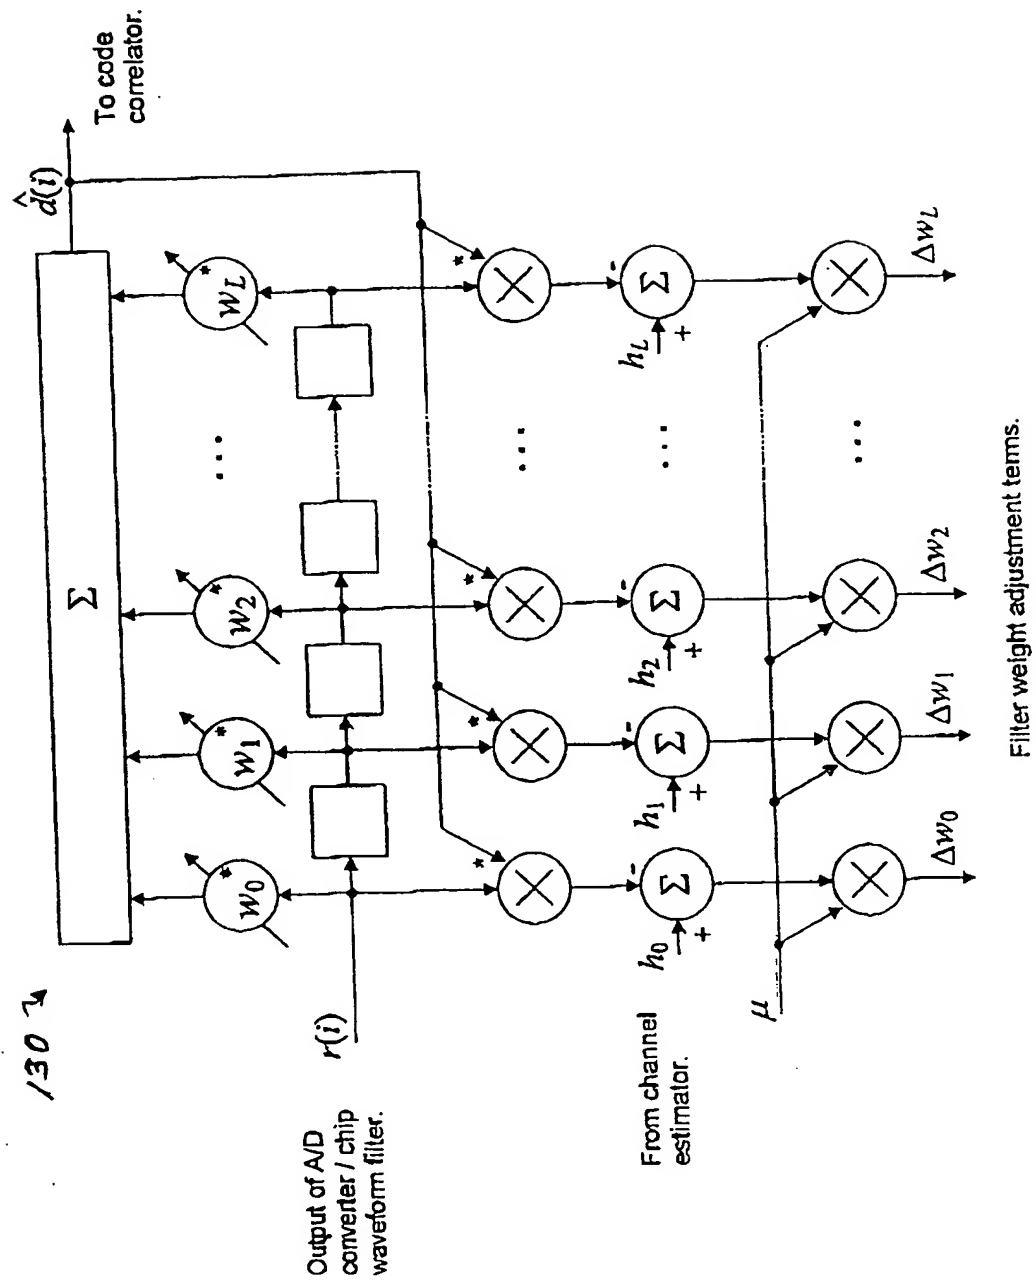 130
Σ
d̂(i)
To code
correlator.
w0*
w1*
w2*
...
wL*
r(i)
Output of A/D
converter / chip
waveform filter.
*
*
*
...
*
From channel
estimator.
h0
+
-
Σ
h1
+
-
Σ
h2
+
-
Σ
...
hL
+
-
Σ
μ
...
Δw0
Δw1
Δw2
ΔwL
Filter weight adjustment terms.